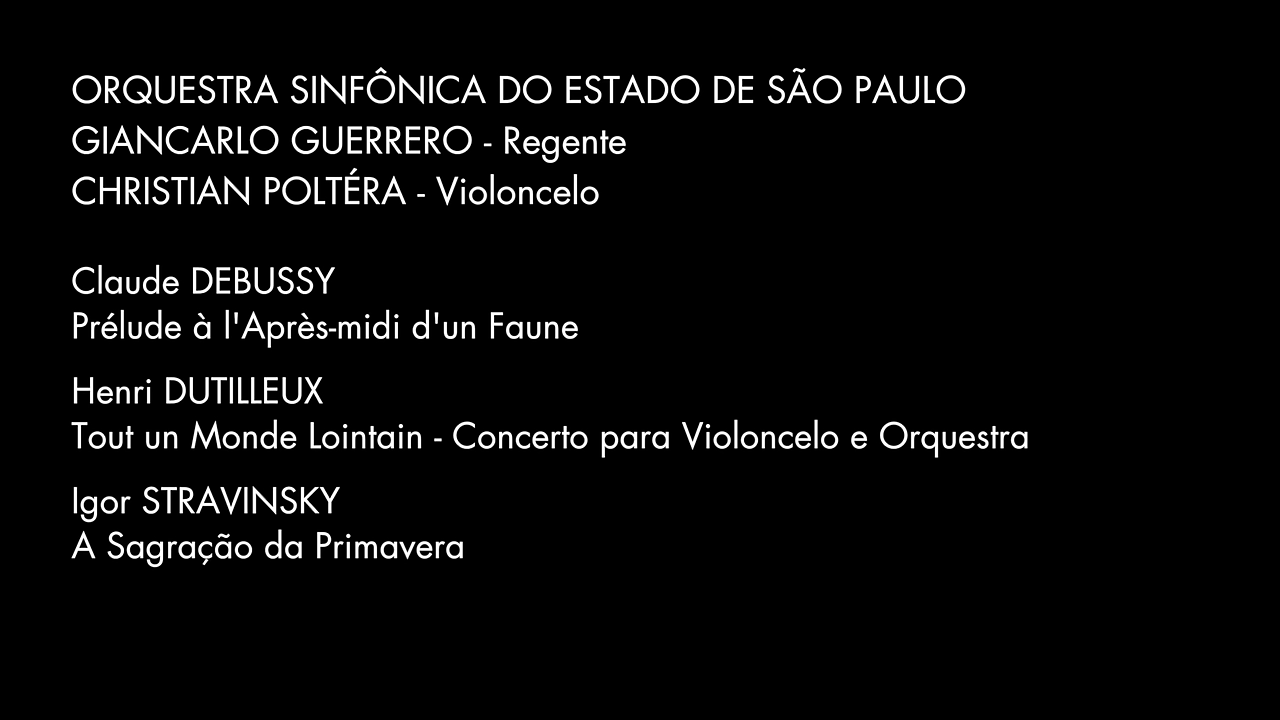 ORQUESTRA SINFÔNICA DO ESTADO DE SÃO PAULO
GIANCARLO GUERRERO - Regente
CHRISTIAN POLTÉRA - Violoncelo
Claude DEBUSSY
Prélude à l'Après-midi d'un Faune
Henri DUTILLEUX
Tout un Monde Lointain - Concerto para Violoncelo e Orquestra
Igor STRAVINSKY
A Sagração da Primavera